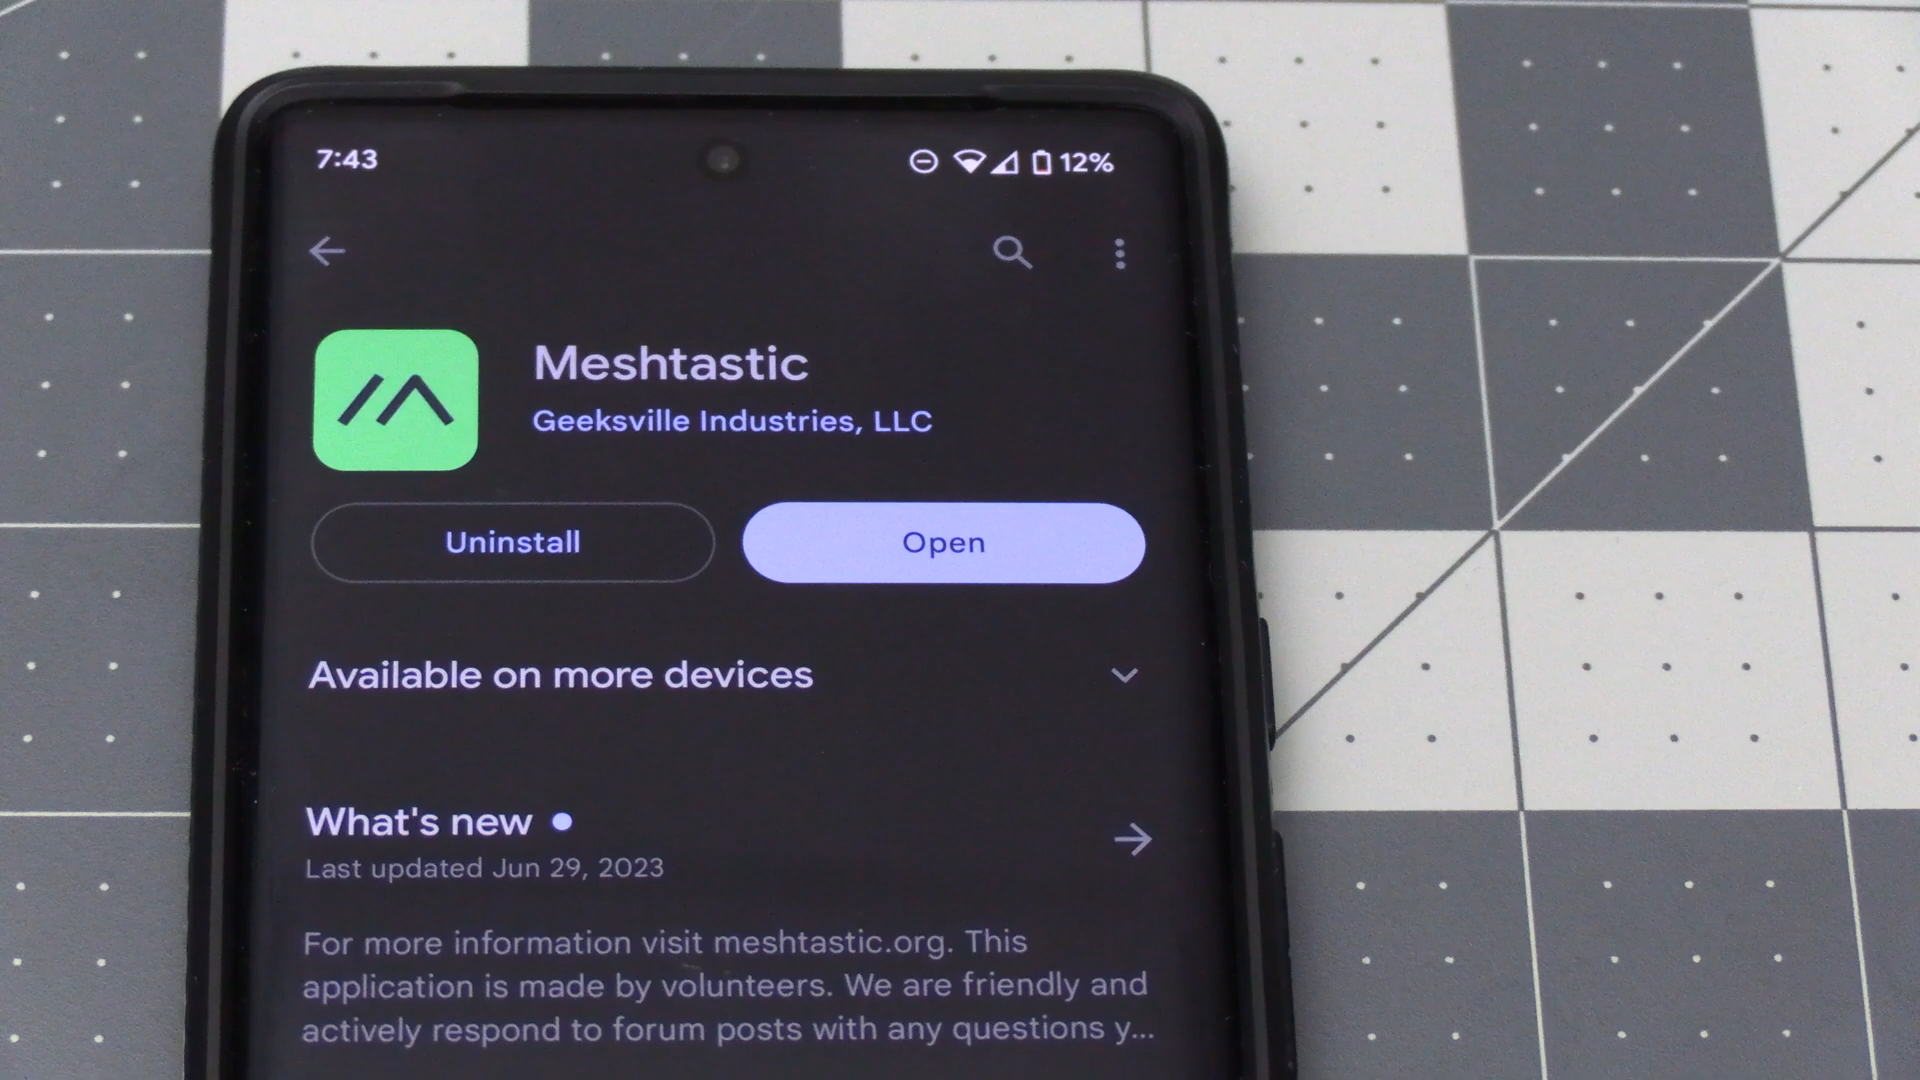 7:43
12%
Meshtastic
Geeksville Industries, LLC
Uninstall
Open
Available on more devices
What's new
Last updated Jun 29, 2023
For more information visit meshtastic.org. This
application is made by volunteers. We are friendly and
actively respond to forum posts with any questions y...